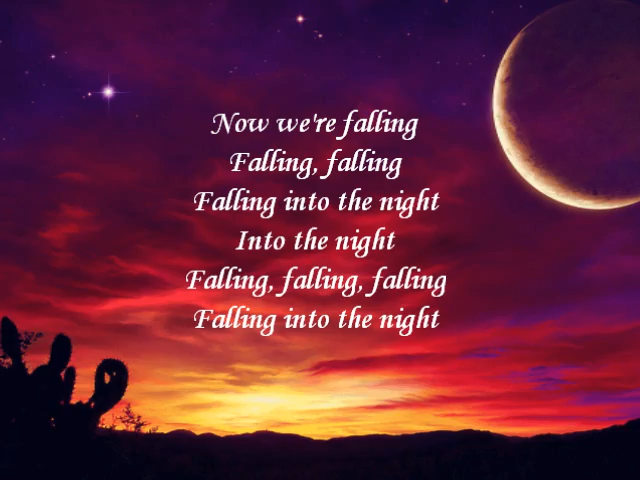 Now we're falling
Falling, falling
Falling into the night
Into the night
Falling, falling, falling
Falling into the night